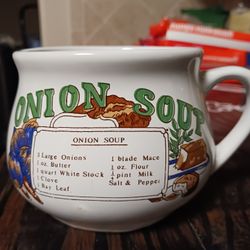 ONION SOUP
ONION SOUP
3 Large Onions
1 oz. Butter
1 quart White Stock
1 Clove
1 Bay Leaf
1 blade Mace
1 oz. Flour
½ pint Milk
Salt & Pepper